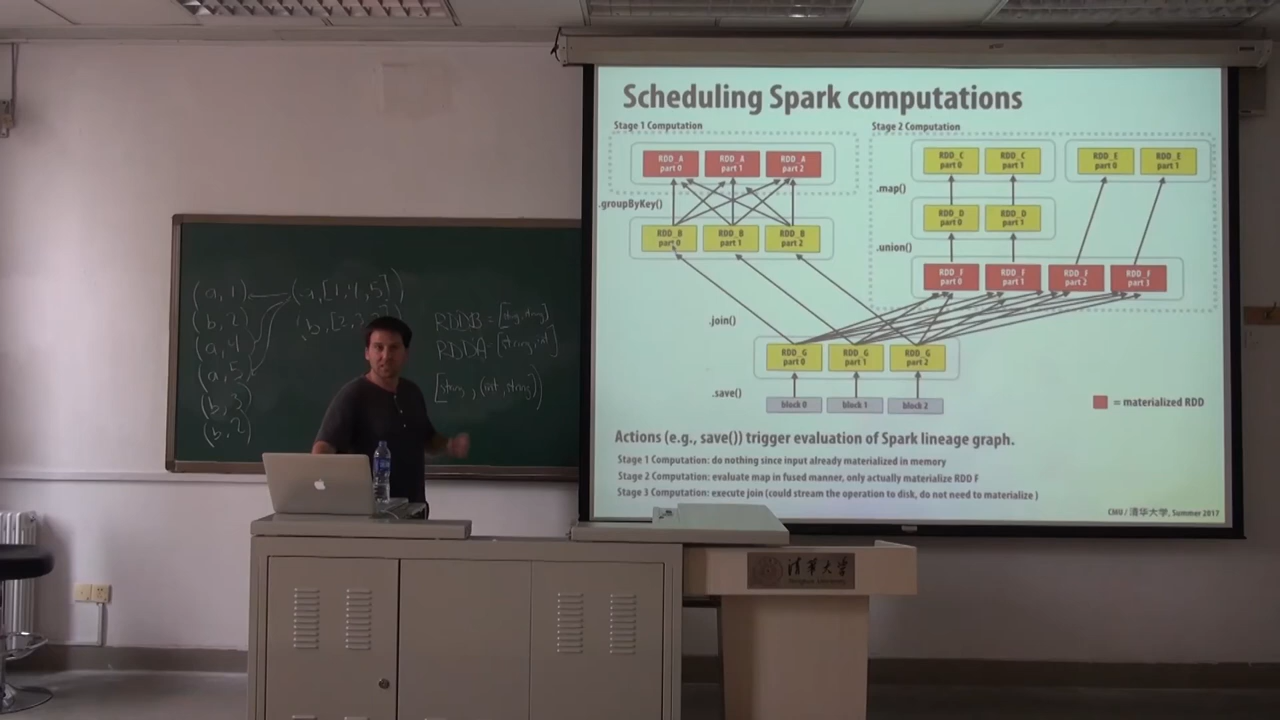 Scheduling Spark computations
Stage 1 Computation
Stage 2 Computation
RDD_A part 0
RDD_A part 1
RDD_A part 2
RDD_C part 0
RDD_C part 1
RDD_E part 0
RDD_E part 1
.map()
.groupByKey()
RDD_D part 0
RDD_D part 1
RDD_B part 0
RDD_B part 1
RDD_B part 2
.union()
RDD_F part 0
RDD_F part 1
RDD_F part 2
RDD_F part 3
.join()
RDD_G part 0
RDD_G part 1
RDD_G part 2
.save()
block 0
block 1
block 2
= materialized RDD
Actions (e.g., save()) trigger evaluation of Spark lineage graph.
Stage 1 Computation: do nothing since input already materialized in memory
Stage 2 Computation: evaluate map in fused manner, only actually materialize RDD F
Stage 3 Computation: execute join (could stream the operation to disk, do not need to materialize )
CMU / 清华大学, Summer 2017
(a, 1)
(b, 2)
(a, 4)
(a, 5)
(b, 3)
(b, 2)
(a, [1, 4, 5])
(b, [2, 3,
RDDB = [string, string]
RDDA = [string, int]
[string, (int, string)]
清华大学
Tsinghua University